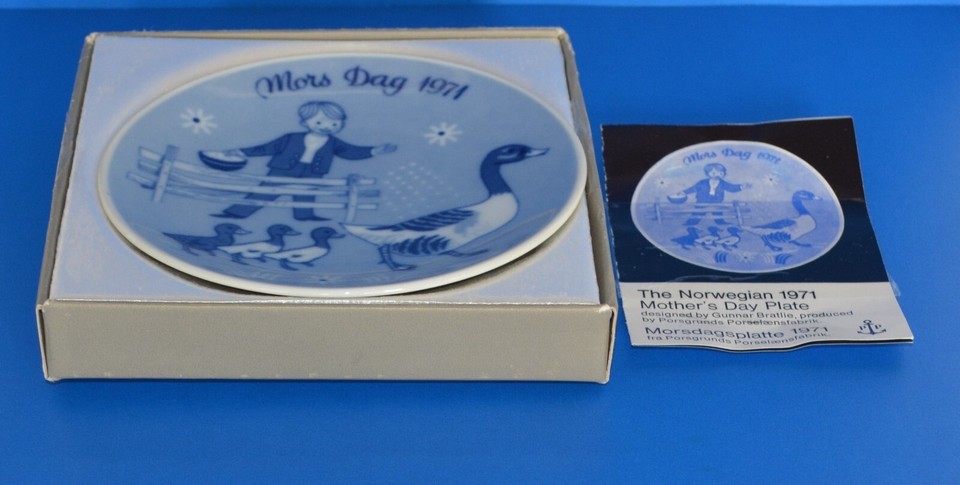 Mors Dag 1971
Mors Dag 1971
The Norwegian 1971
Mother's Day Plate
designed by Gunnar Bratlie, produced
by Porsgrunds Porselænsfabrik.
Morsdagsplatte 1971
fra Porsgrunds Porselænsfabrik.
P P